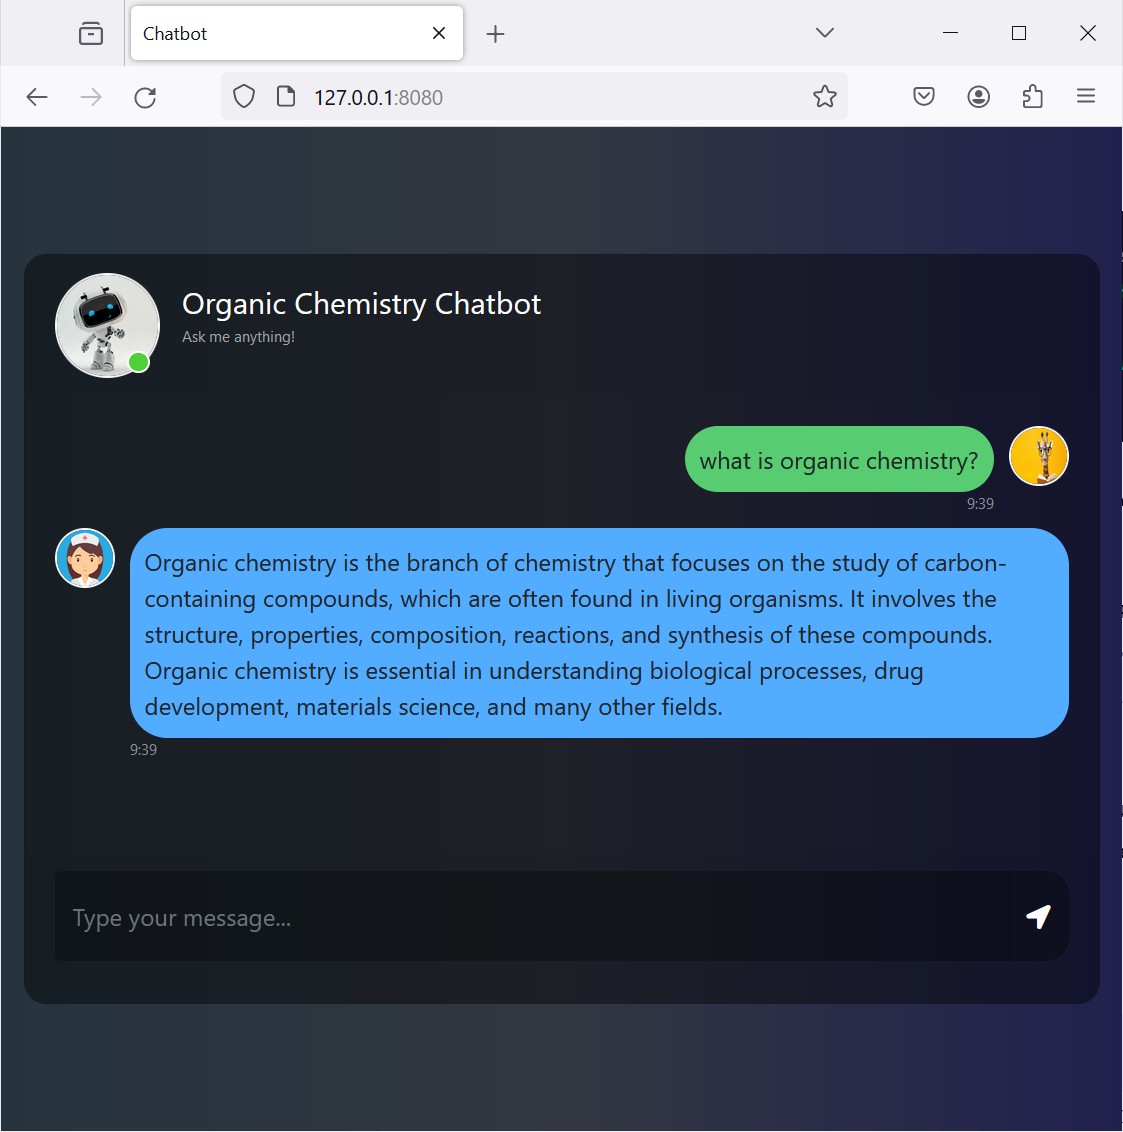 Chatbot
127.0.0.1:8080
Organic Chemistry Chatbot
Ask me anything!
what is organic chemistry?
9:39
Organic chemistry is the branch of chemistry that focuses on the study of carbon-
containing compounds, which are often found in living organisms. It involves the
structure, properties, composition, reactions, and synthesis of these compounds.
Organic chemistry is essential in understanding biological processes, drug
development, materials science, and many other fields.
9:39
Type your message...